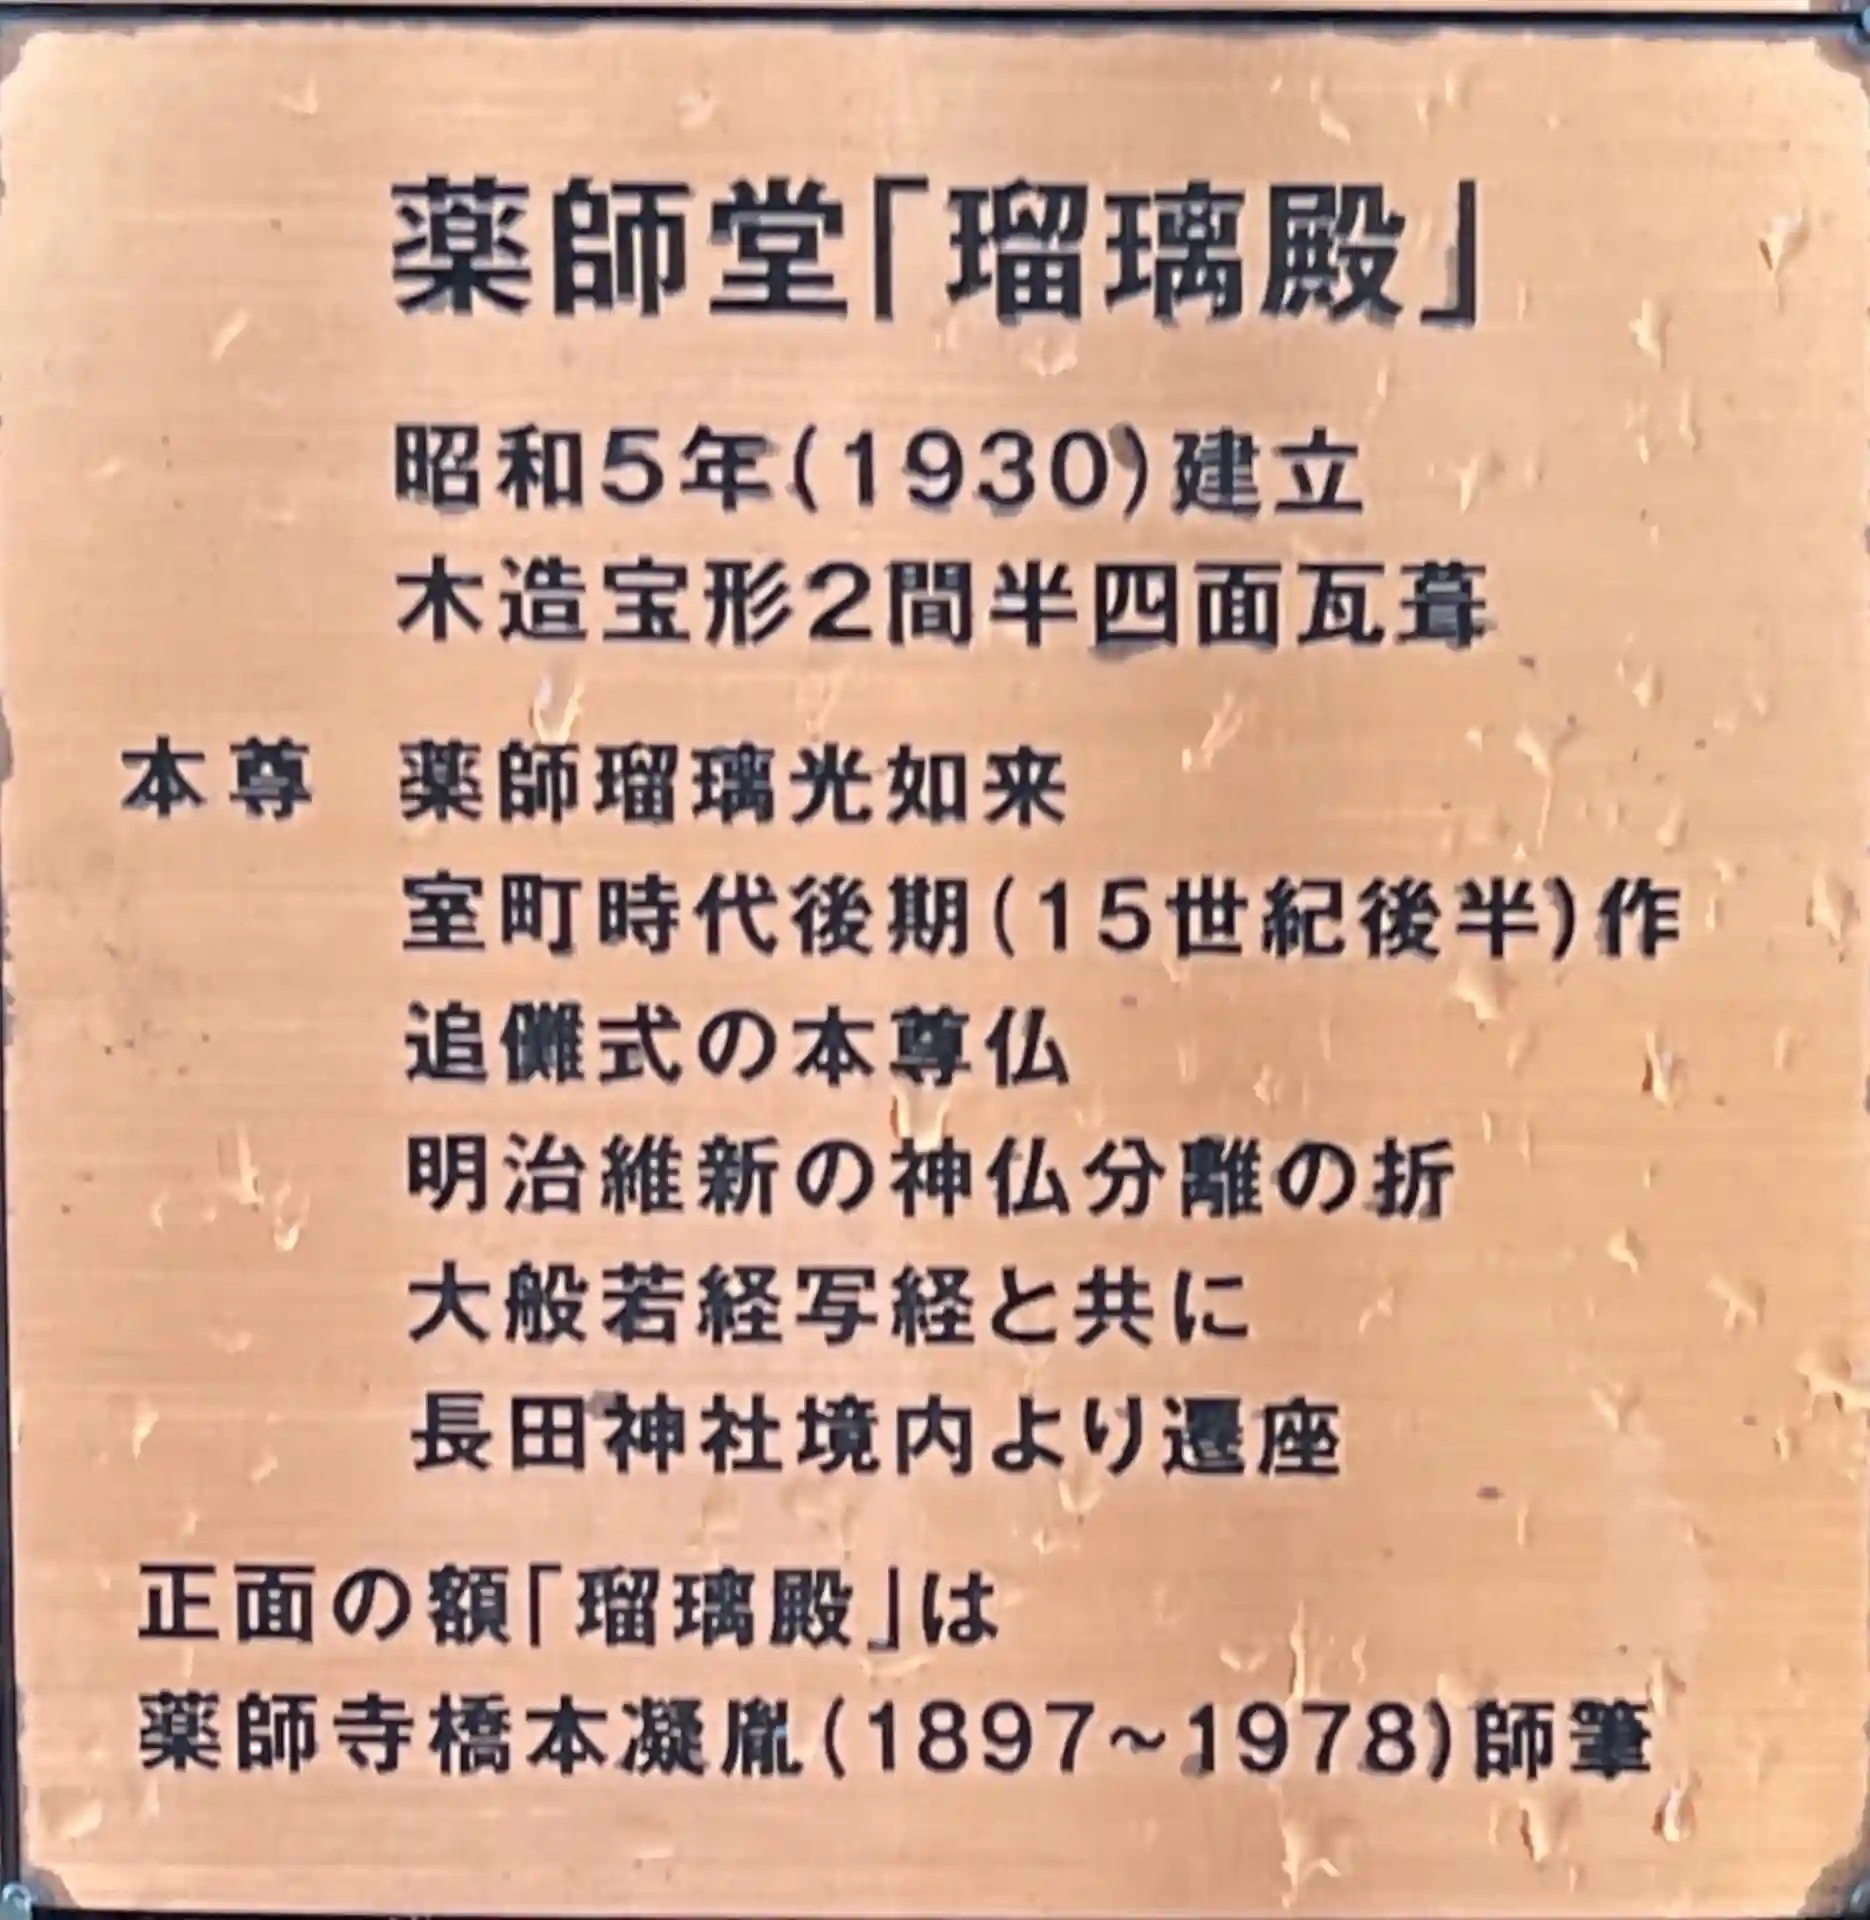 薬師堂「瑠璃殿」
昭和5年(1930)建立
木造宝形2間半四面瓦葺
本尊 薬師瑠璃光如来
室町時代後期(15世紀後半)作
追儺式の本尊仏
明治維新の神仏分離の折
大般若経写経と共に
長田神社境内より遷座
正面の額「瑠璃殿」は
薬師寺橋本凝胤(1897~1978)師筆